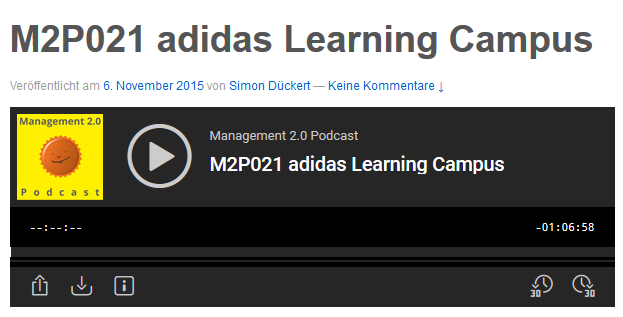 M2P021 adidas Learning Campus
Veröffentlicht am 6. November 2015 von Simon Dückert — Keine Kommentare ↓
Management 2.0
Podcast
Management 2.0 Podcast
M2P021 adidas Learning Campus
--:--:--
-01:06:58
30
30